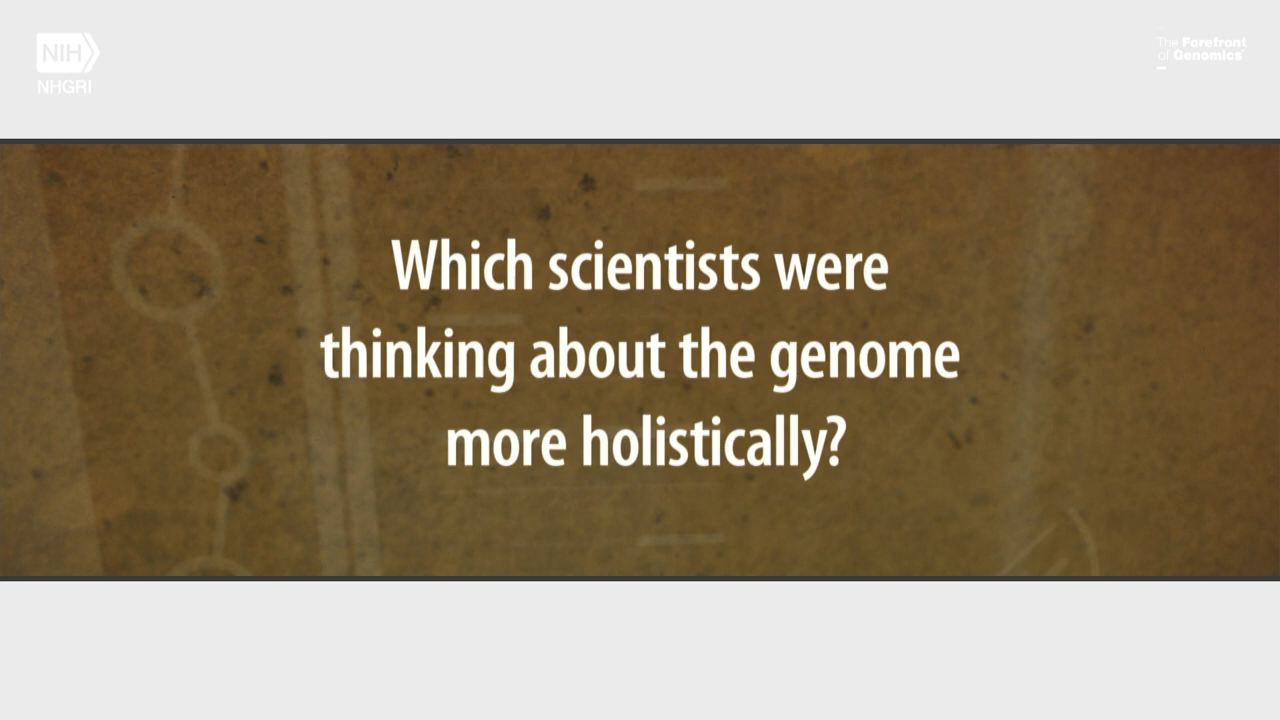 NIH
NHGRI
The Forefront
of Genomics
Which scientists were
thinking about the genome
more holistically?